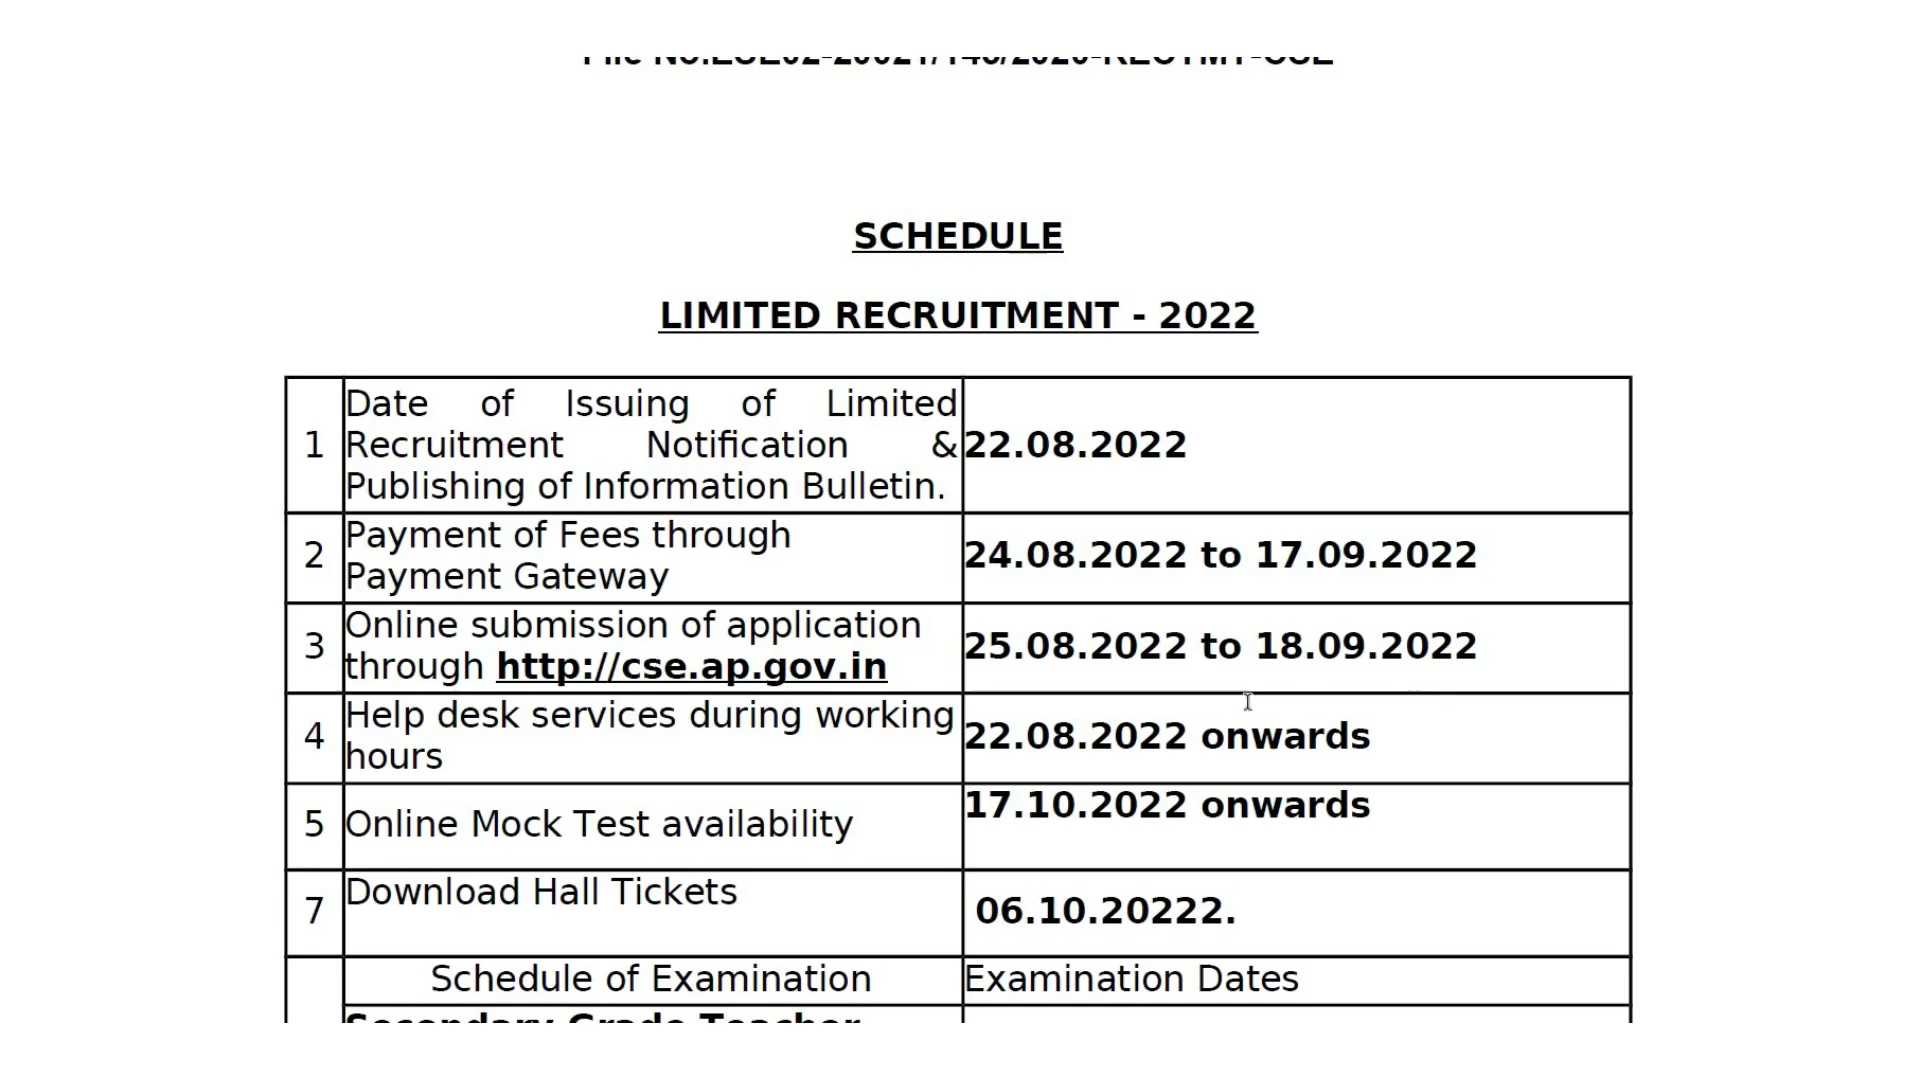 SCHEDULE
LIMITED RECRUITMENT - 2022
1
Date of Issuing of Limited
Recruitment Notification &
Publishing of Information Bulletin.
22.08.2022
2
Payment of Fees through
Payment Gateway
24.08.2022 to 17.09.2022
3
Online submission of application
through http://cse.ap.gov.in
25.08.2022 to 18.09.2022
4
Help desk services during working
hours
22.08.2022 onwards
5
Online Mock Test availability
17.10.2022 onwards
7
Download Hall Tickets
06.10.20222.
Schedule of Examination
Examination Dates
Secondary Grade Teacher